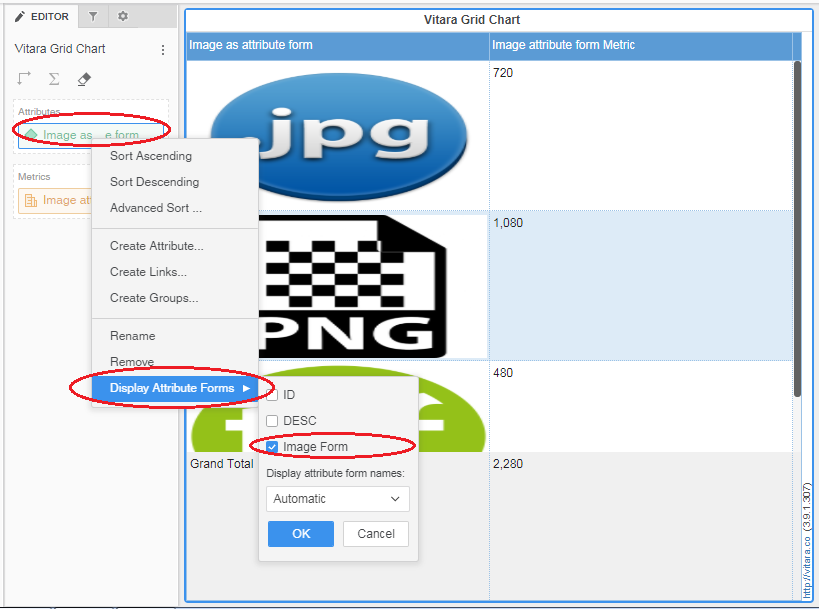 EDITOR
Vitara Grid Chart
Attributes
Image as ...e form
Metrics
Image at
Sort Ascending
Sort Descending
Advanced Sort ...
Create Attribute...
Create Links...
Create Groups...
Rename
Remove
Display Attribute Forms
ID
DESC
Image Form
Display attribute form names:
Automatic
OK
Cancel
Vitara Grid Chart
Image as attribute form
Image attribute form Metric
.jpg
720
PNG
1,080
480
Grand Total
2,280
http://vitara.co (3.9.1.307)